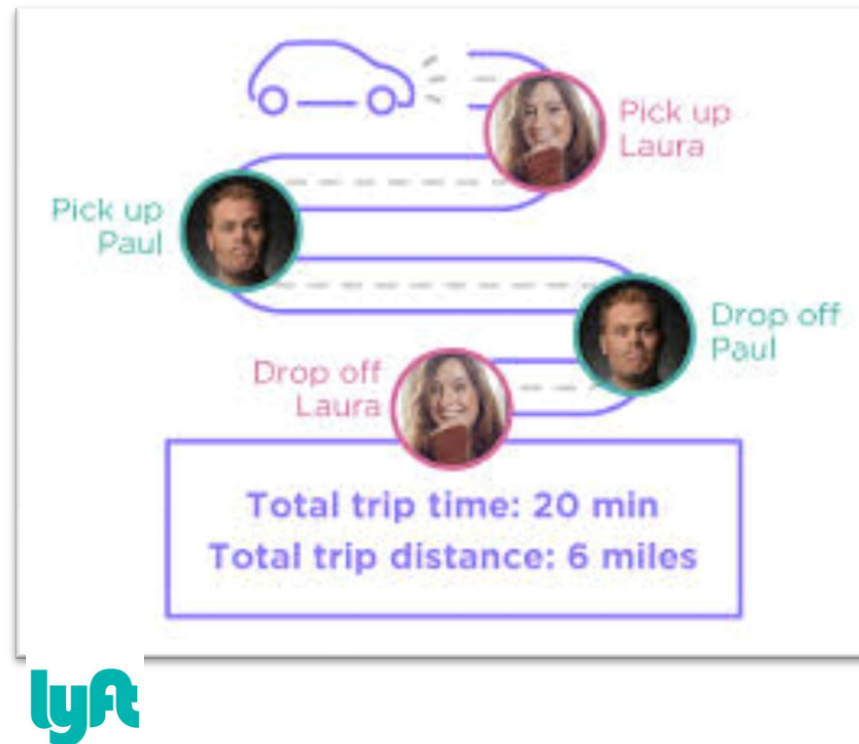 Pick up
Laura
Pick up
Paul
Drop off
Paul
Drop off
Laura
Total trip time: 20 min
Total trip distance: 6 miles
lyft